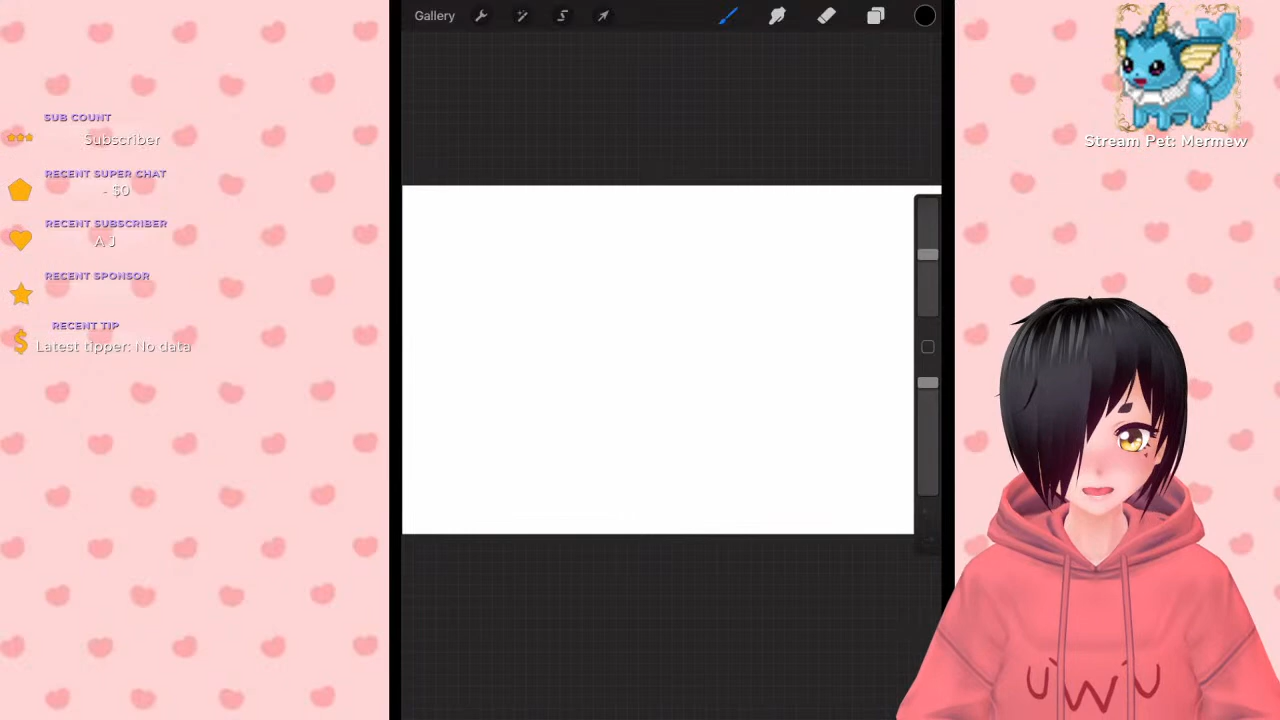 Gallery
SUB COUNT
Subscriber
RECENT SUPER CHAT
- $0
RECENT SUBSCRIBER
A J
RECENT SPONSOR
RECENT TIP
Latest tipper: No data
Stream Pet: Mermew
UWU